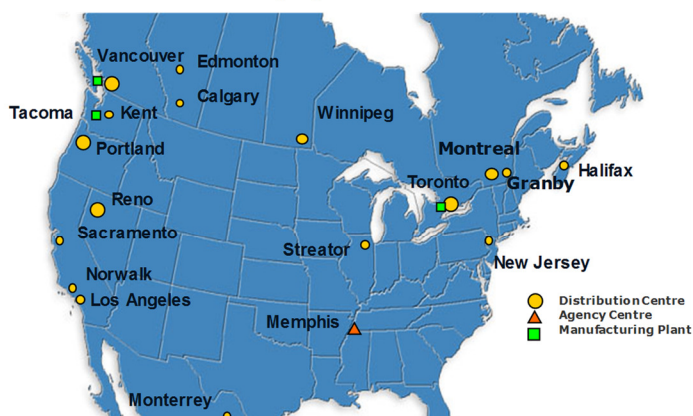 Vancouver
Edmonton
Calgary
Tacoma
Kent
Winnipeg
Portland
Montreal
Halifax
Toronto
Granby
Reno
Sacramento
Streator
New Jersey
Norwalk
Los Angeles
Distribution Centre
Agency Centre
Manufacturing Plant
Memphis
Monterrey